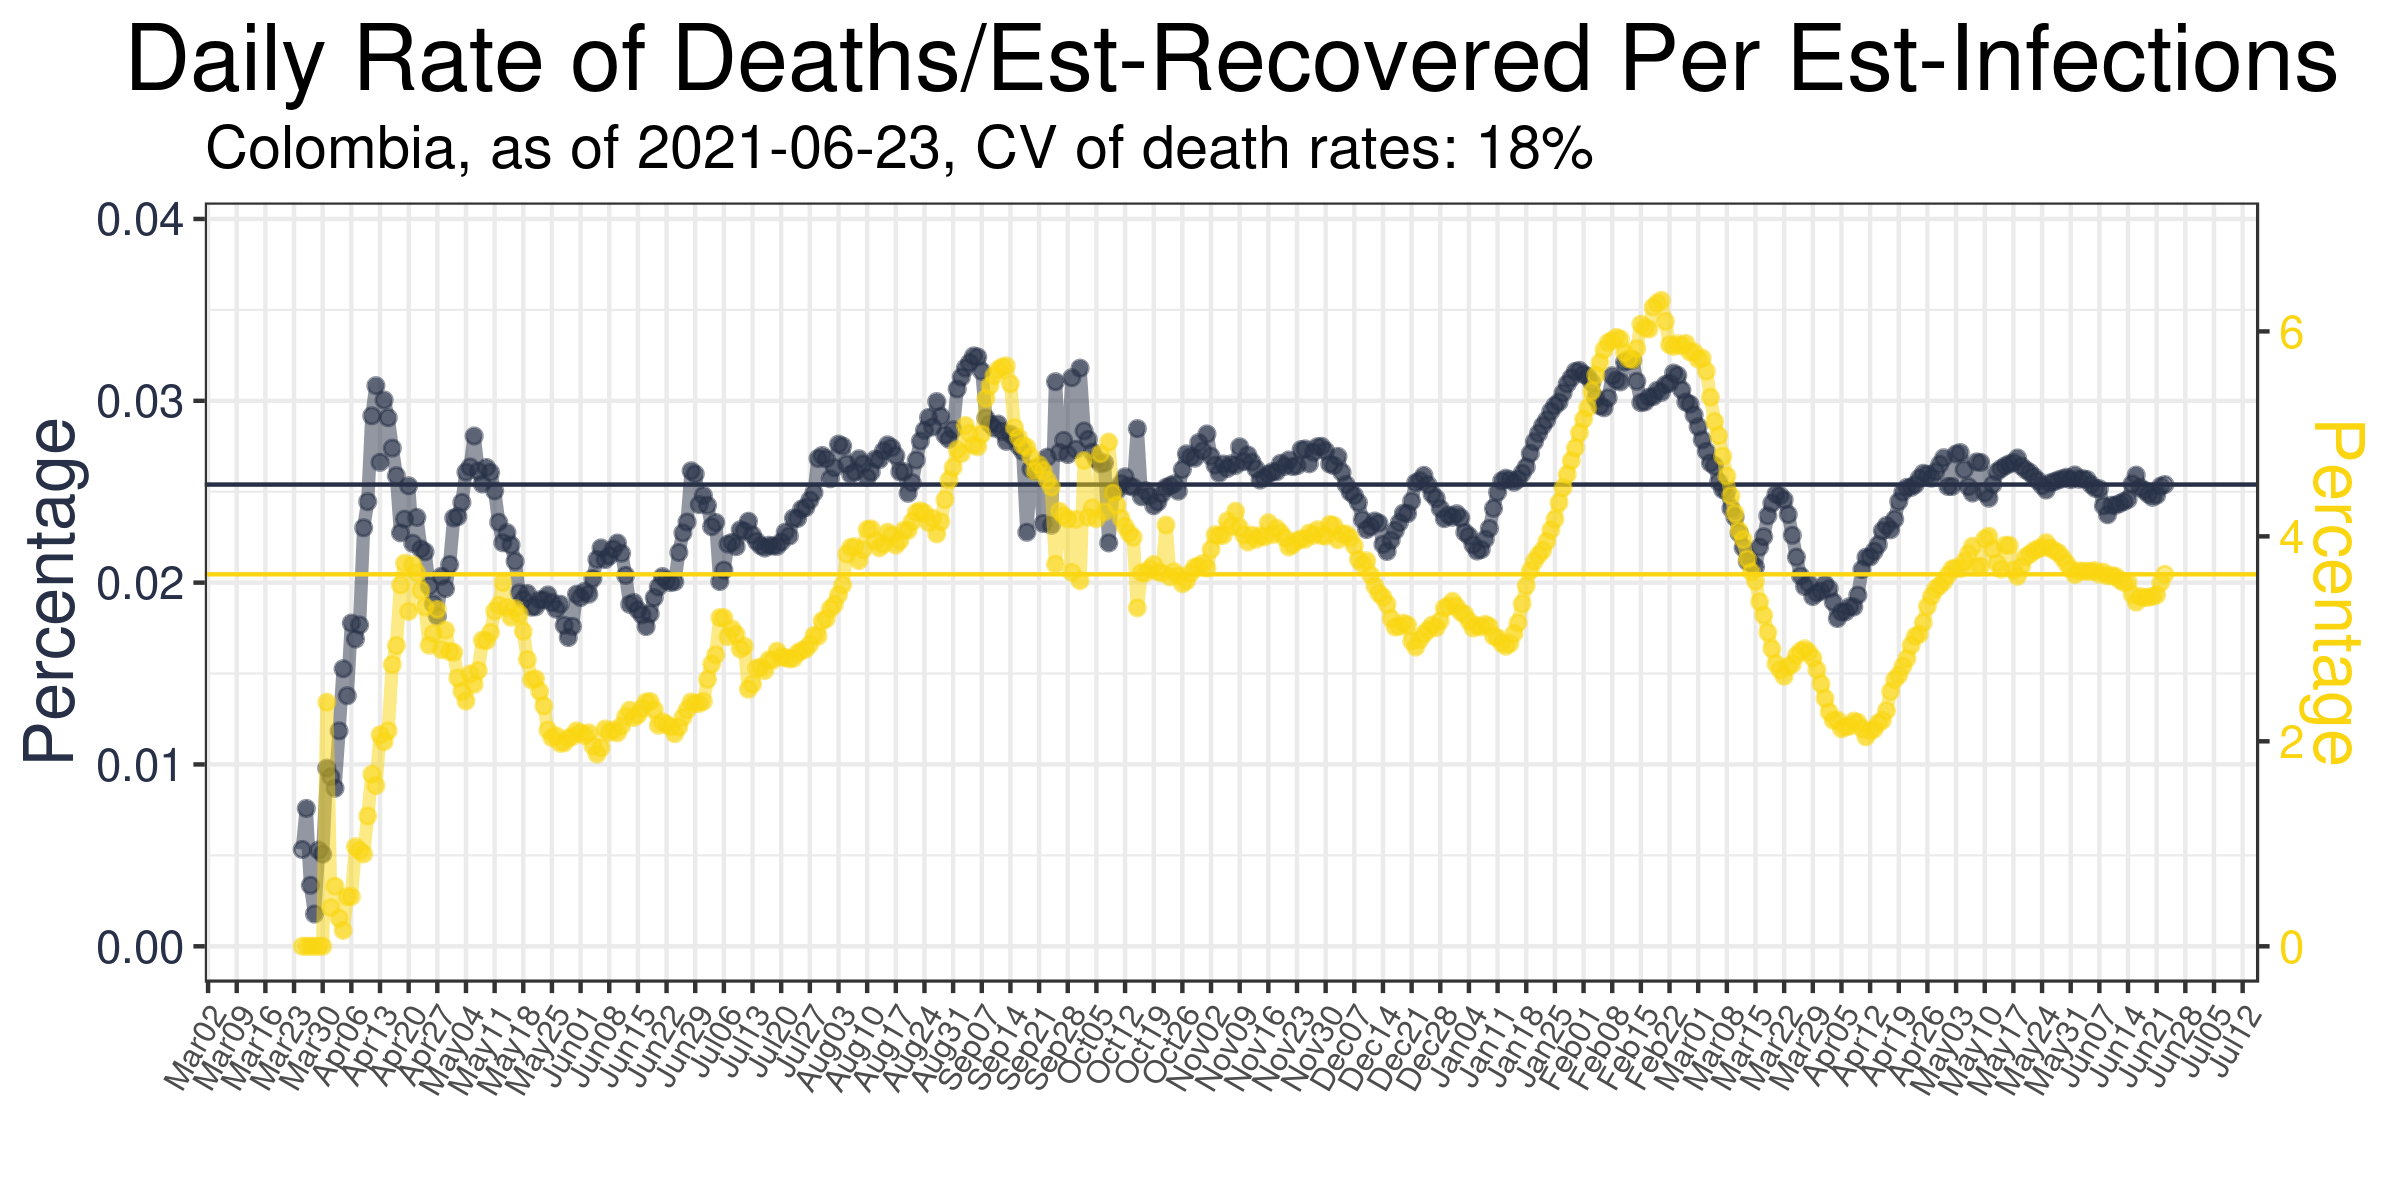 Daily Rate of Deaths/Est-Recovered Per Est-Infections
Colombia, as of 2021-06-23, CV of death rates: 18%
Percentage
0.04
0.03
0.02
0.01
0.00
6
4
2
0
Percentage
Mar02
Mar09
Mar16
Mar23
Mar30
Apr06
Apr13
Apr20
Apr27
May04
May11
May18
May25
Jun01
Jun08
Jun15
Jun22
Jun29
Jul06
Jul13
Jul20
Jul27
Aug03
Aug10
Aug17
Aug24
Aug31
Sep07
Sep14
Sep21
Sep28
Oct05
Oct12
Oct19
Oct26
Nov02
Nov09
Nov16
Nov23
Nov30
Dec07
Dec14
Dec21
Dec28
Jan04
Jan11
Jan18
Jan25
Feb01
Feb08
Feb15
Feb22
Mar01
Mar08
Mar15
Mar22
Mar29
Apr05
Apr12
Apr19
Apr26
May03
May10
May17
May24
May31
Jun07
Jun14
Jun21
Jun28
Jul05
Jul12